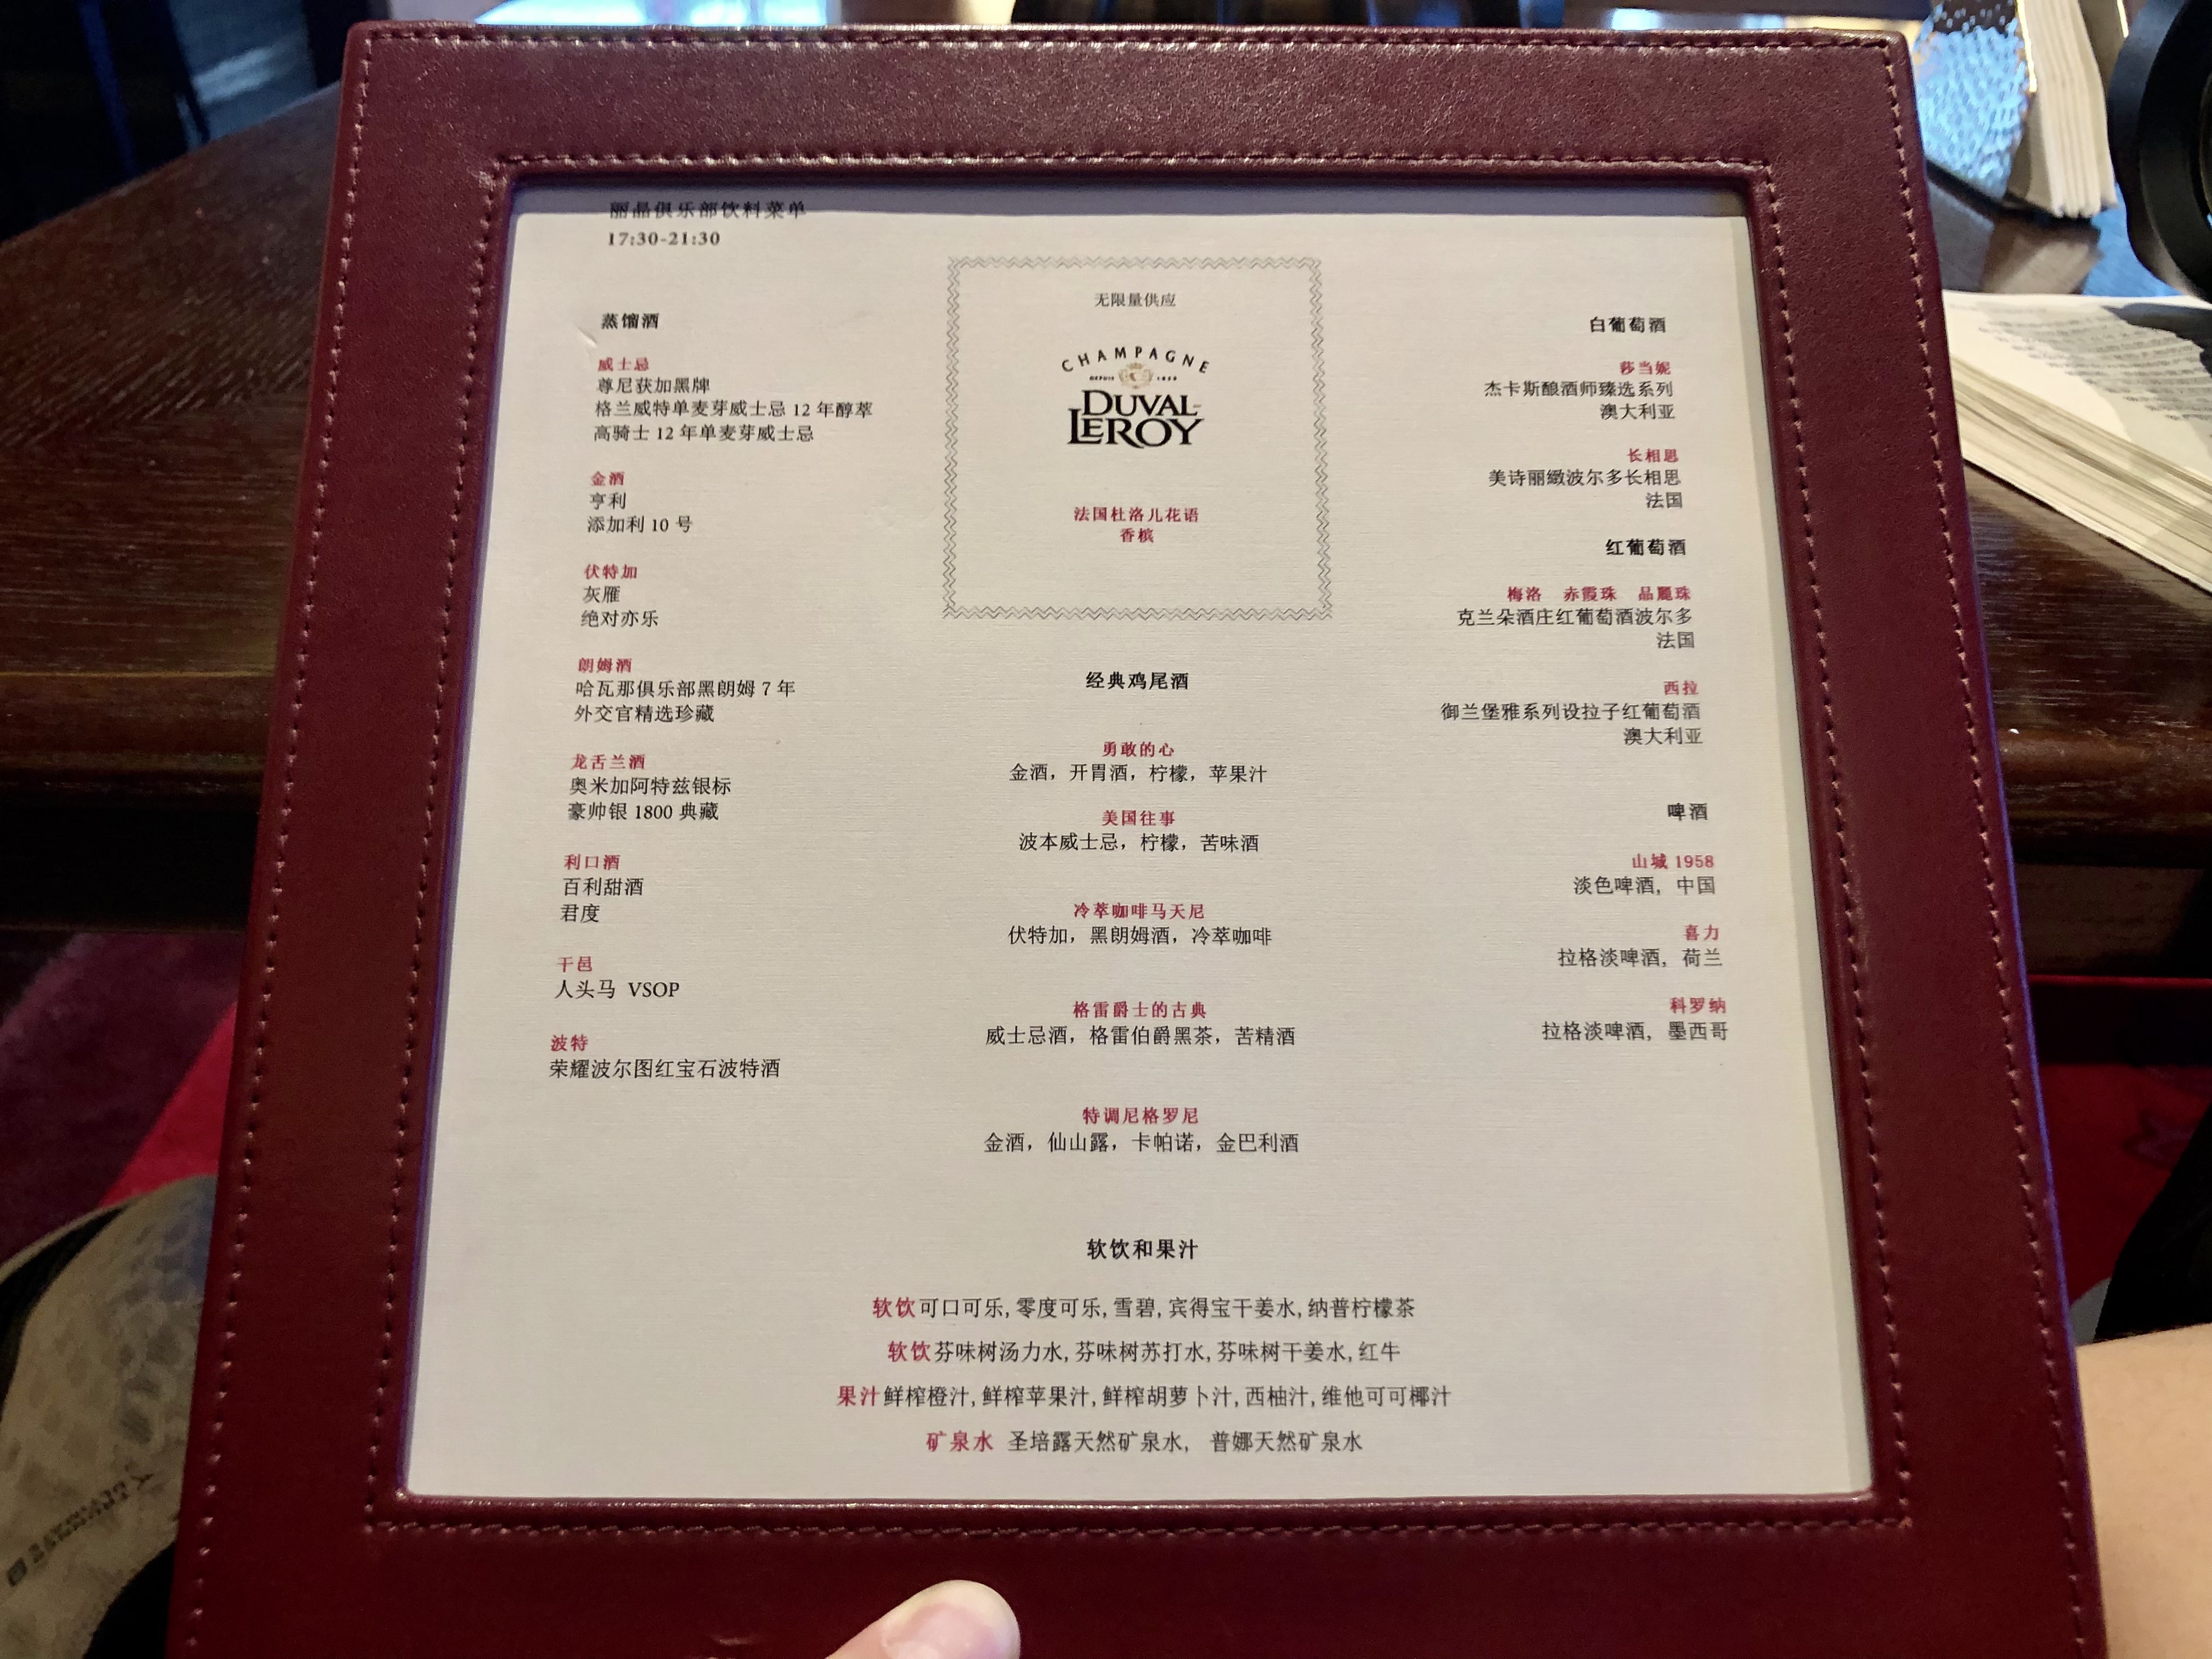 丽晶俱乐部饮料菜单
17:30-21:30
蒸馏酒
威士忌
尊尼获加黑牌
格兰威特单麦芽威士忌 12 年醇萃
高骑士 12 年单麦芽威士忌
金酒
亨利
添加利 10 号
伏特加
灰雁
绝对亦乐
朗姆酒
哈瓦那俱乐部黑朗姆 7 年
外交官精选珍藏
龙舌兰酒
奥米加阿特兹银标
豪帅银 1800 典藏
利口酒
百利甜酒
君度
干邑
人头马 VSOP
波特
荣耀波尔图红宝石波特酒
无限量供应
CHAMPAGNE
DEPUIS 1859
DUVAL-
LEROY
法国杜洛儿花语
香槟
经典鸡尾酒
勇敢的心
金酒，开胃酒，柠檬，苹果汁
美国往事
波本威士忌，柠檬，苦味酒
冷萃咖啡马天尼
伏特加，黑朗姆酒，冷萃咖啡
格雷爵士的古典
威士忌酒，格雷伯爵黑茶，苦精酒
特调尼格罗尼
金酒，仙山露，卡帕诺，金巴利酒
白葡萄酒
莎当妮
杰卡斯酿酒师臻选系列
澳大利亚
长相思
美诗丽緻波尔多长相思
法国
红葡萄酒
梅洛 赤霞珠 品麗珠
克兰朵酒庄红葡萄酒波尔多
法国
西拉
御兰堡雅系列设拉子红葡萄酒
澳大利亚
啤酒
山城 1958
淡色啤酒，中国
喜力
拉格淡啤酒，荷兰
科罗纳
拉格淡啤酒，墨西哥
软饮和果汁
软饮可口可乐, 零度可乐, 雪碧, 宾得宝干姜水, 纳普柠檬茶
软饮芬味树汤力水, 芬味树苏打水, 芬味树干姜水, 红牛
果汁鲜榨橙汁, 鲜榨苹果汁, 鲜榨胡萝卜汁, 西柚汁, 维他可可椰汁
矿泉水 圣培露天然矿泉水， 普娜天然矿泉水